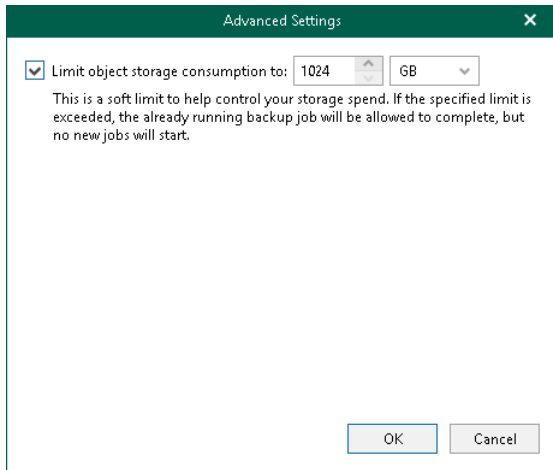 Advanced Settings
Limit object storage consumption to: 1024 GB
This is a soft limit to help control your storage spend. If the specified limit is
exceeded, the already running backup job will be allowed to complete, but
no new jobs will start.
OK Cancel